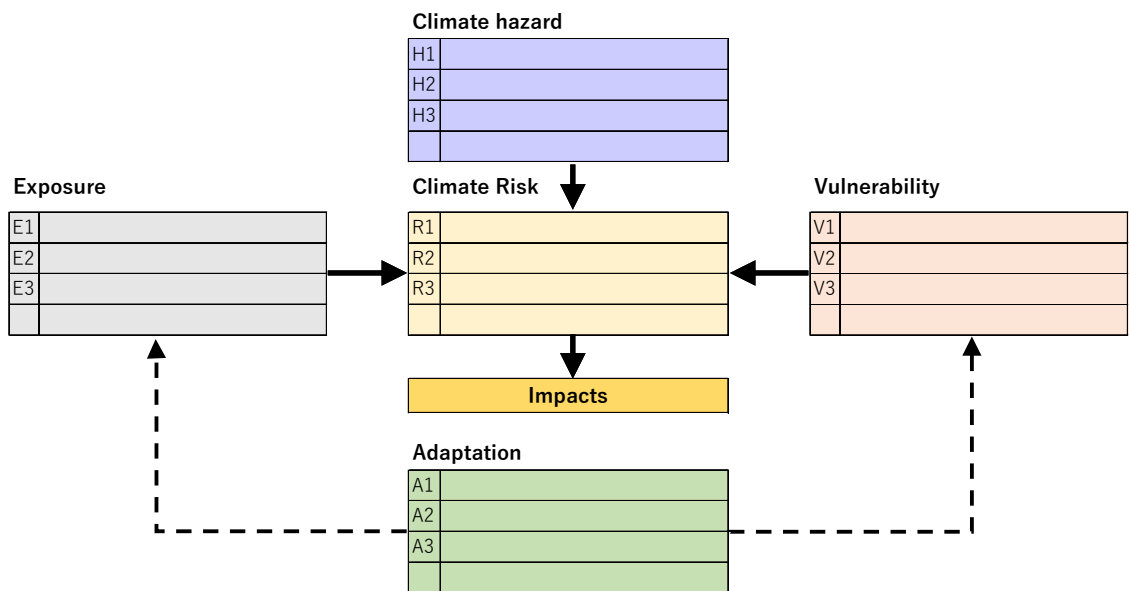 Climate hazard
H1
H2
H3
Exposure
E1
E2
E3
Climate Risk
R1
R2
R3
Vulnerability
V1
V2
V3
Impacts
Adaptation
A1
A2
A3